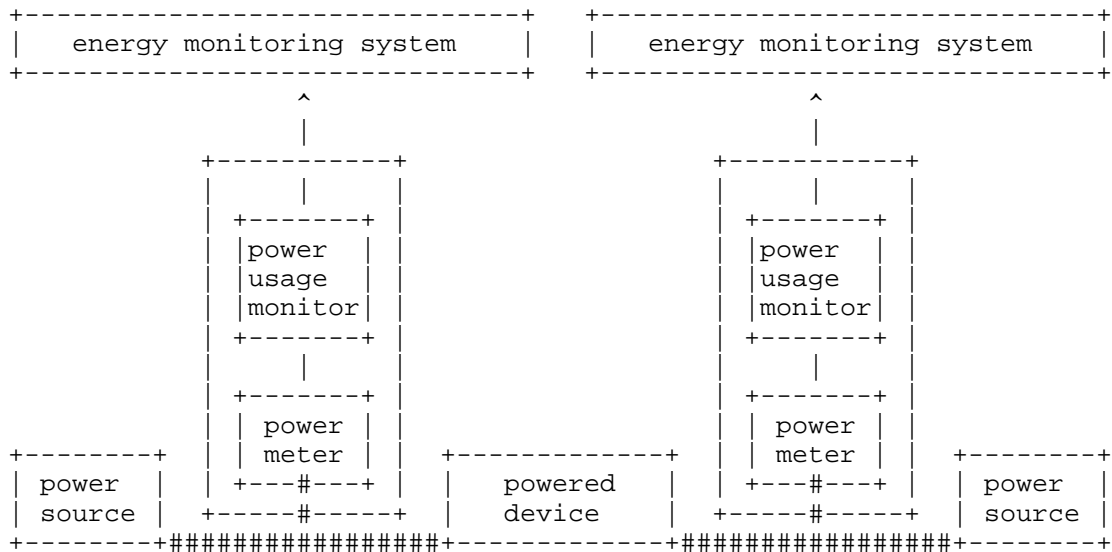 energy monitoring system energy monitoring system
power power
usage usage
monitor monitor
power power
meter powered meter
power device power
source source